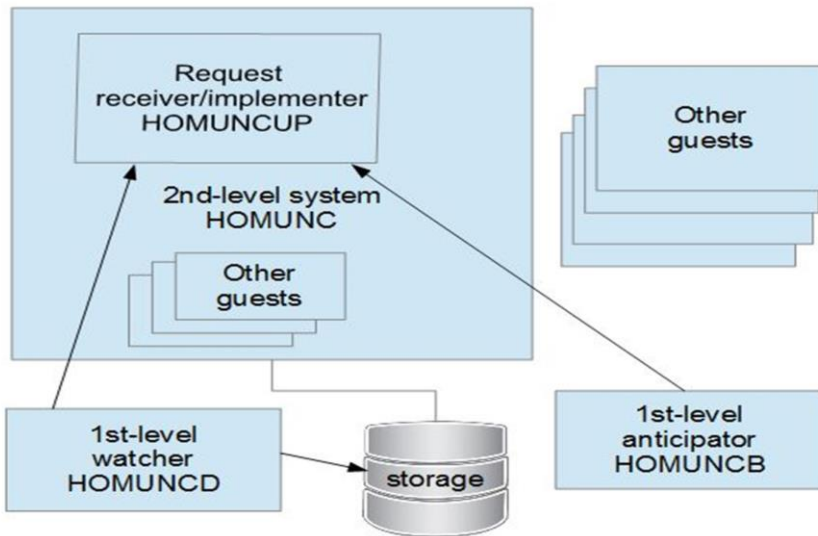 Request
receiver/implementer
HOMUNCUP
2nd-level system
HOMUNC
Other
guests
Other
guests
1st-level
watcher
HOMUNCD
storage
1st-level
anticipator
HOMUNCB